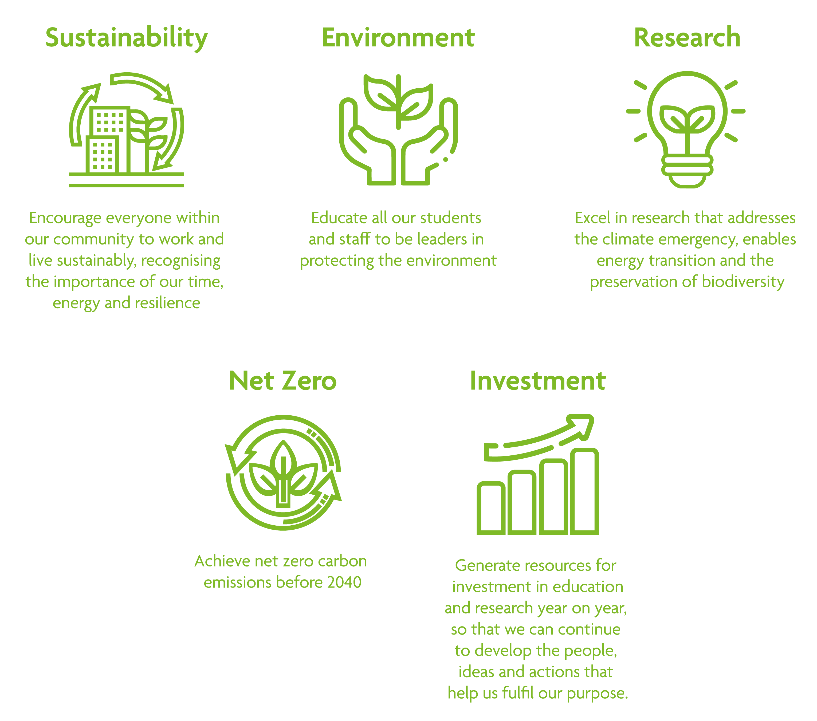 Sustainability
Encourage everyone within
our community to work and
live sustainably, recognising
the importance of our time,
energy and resilience
Environment
Educate all our students
and staff to be leaders in
protecting the environment
Research
Excel in research that addresses
the climate emergency, enables
energy transition and the
preservation of biodiversity
Net Zero
Achieve net zero carbon
emissions before 2040
Investment
Generate resources for
investment in education
and research year on year,
so that we can continue
to develop the people,
ideas and actions that
help us fulfil our purpose.